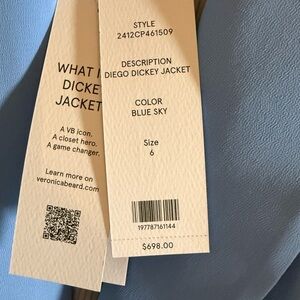 WHAT I
DICKE
JACKET
A VB icon.
A closet hero.
A game changer.
Learn more on
veronicabeard.com
STYLE
2412CP461509
DESCRIPTION
DIEGO DICKEY JACKET
COLOR
BLUE SKY
Size
6
197787161144
$698.00